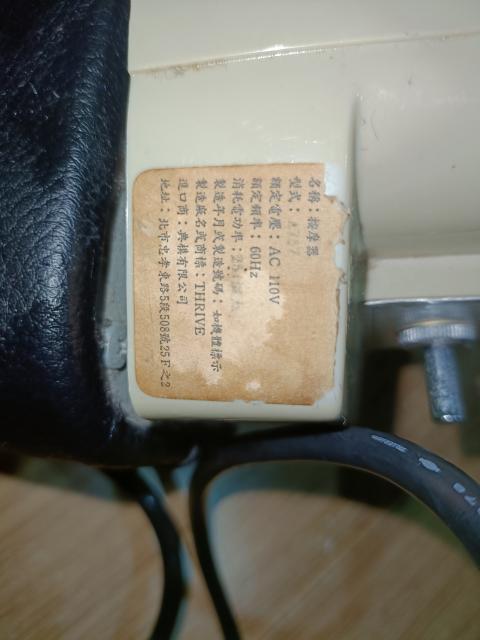 名稱：按摩器
型式：
額定電壓：AC 110V
額定頻率：60Hz
消耗電功率：
製造年月或製造號碼：如機體標示
製造廠名或商標：THRIVE
進口商：典棋有限公司
地址：北市忠孝東路5段508號25F之2